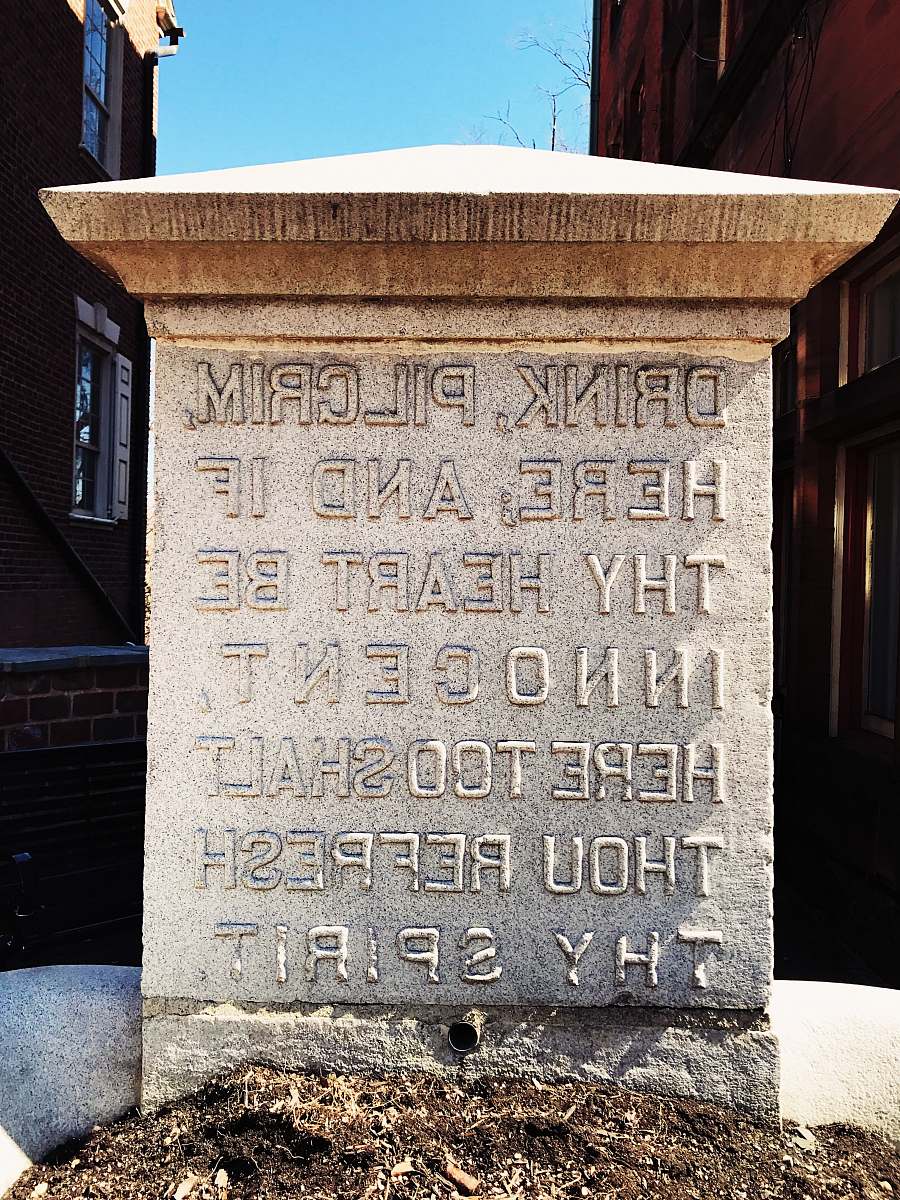 DRINK, PILGRIM,
HERE; AND IF
THY HEART BE
INNOCENT,
HERE TOO SHALT
THOU REFRESH
THY SPIRIT